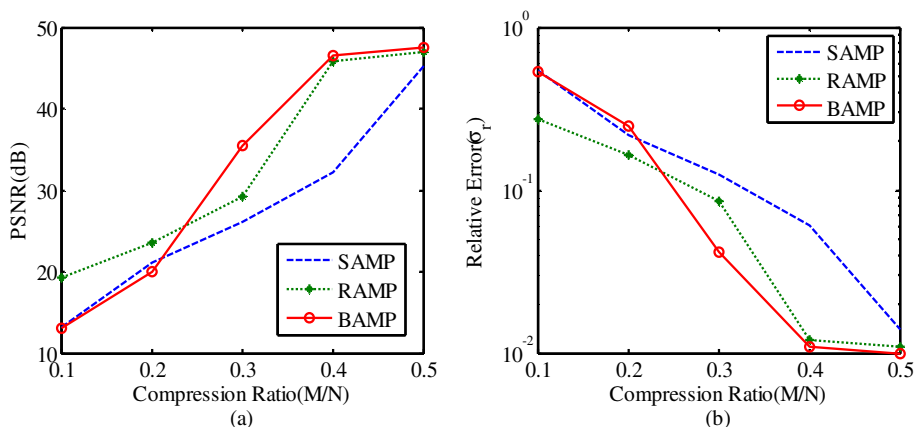 50
40
30
20
10
PSNR(dB)
SAMP
RAMP
BAMP
0.1 0.2 0.3 0.4 0.5
Compression Ratio(M/N)
(a)
10^0
10^-1
10^-2
Relative Error(σ_r)
SAMP
RAMP
BAMP
0.1 0.2 0.3 0.4 0.5
Compression Ratio(M/N)
(b)